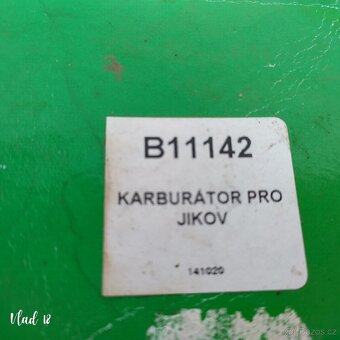 B11142
KARBURÁTOR PRO
JIKOV
141020
Vlad 18